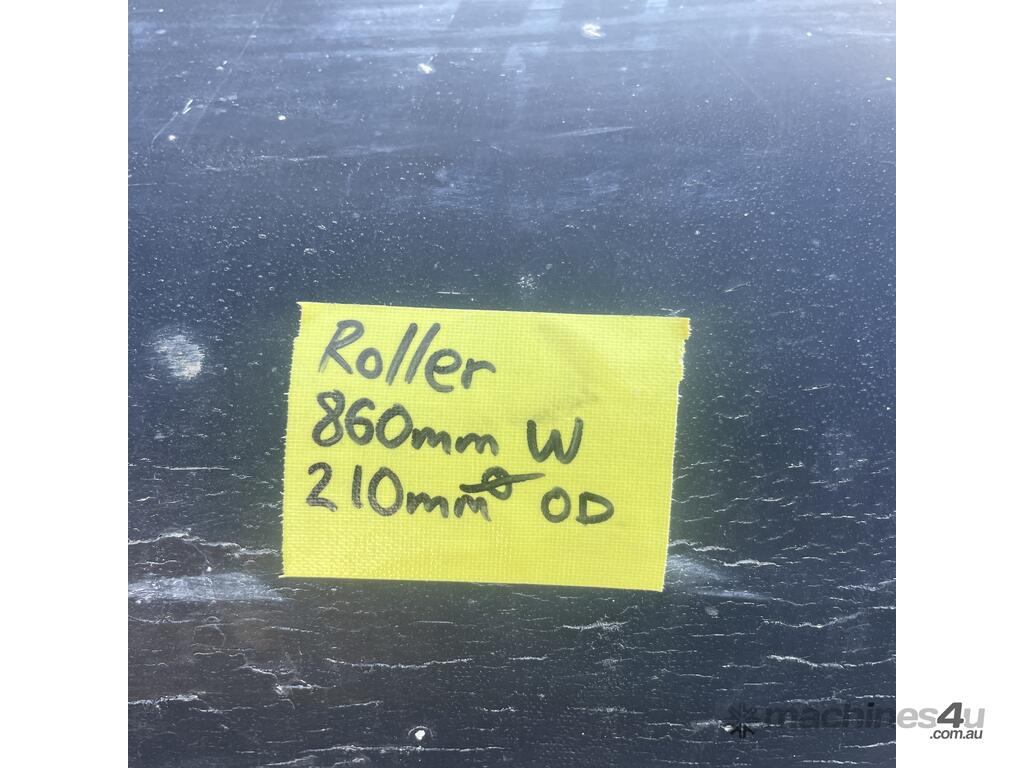 Roller
860mm W
210mm⌀ OD
machines4u
.com.au